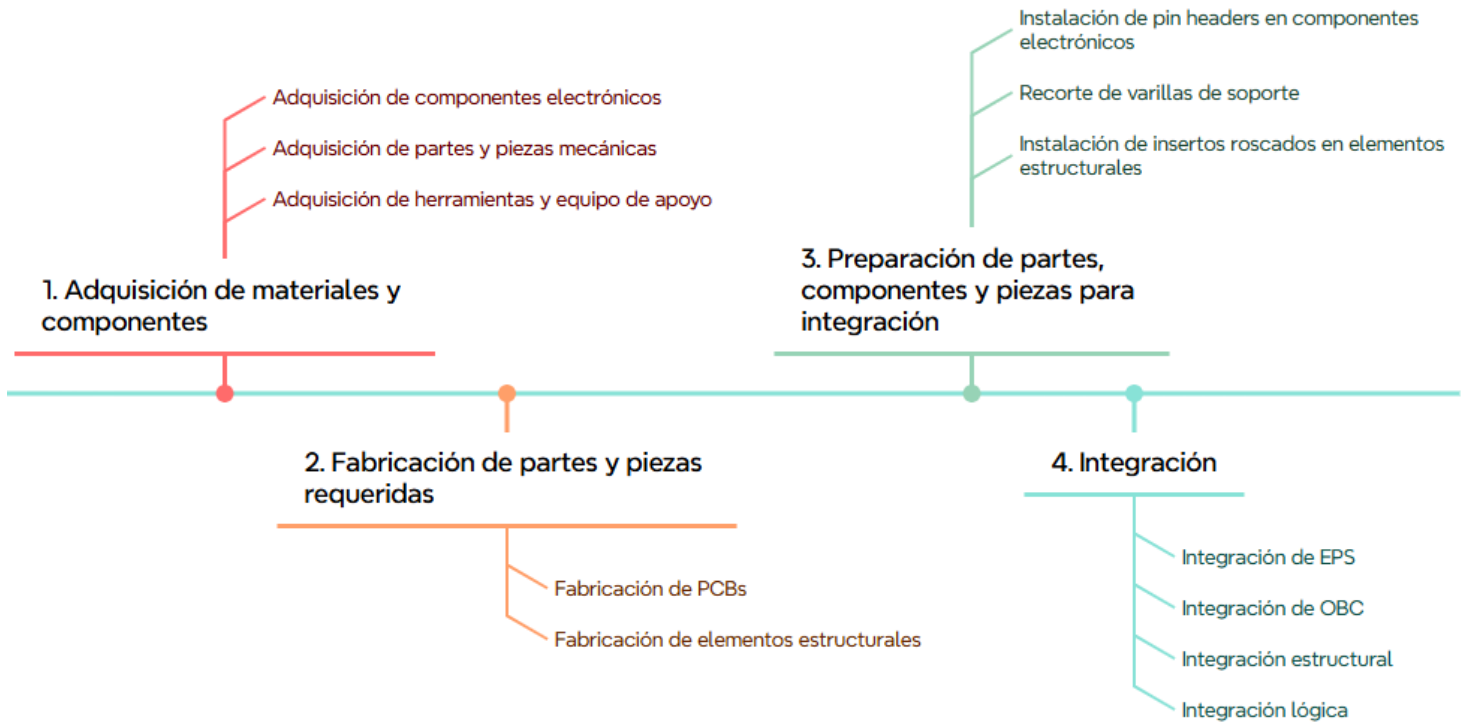 1. Adquisición de materiales y
componentes
Adquisición de componentes electrónicos
Adquisición de partes y piezas mecánicas
Adquisición de herramientas y equipo de apoyo
2. Fabricación de partes y piezas
requeridas
Fabricación de PCBs
Fabricación de elementos estructurales
3. Preparación de partes,
componentes y piezas para
integración
Instalación de pin headers en componentes
electrónicos
Recorte de varillas de soporte
Instalación de insertos roscados en elementos
estructurales
4. Integración
Integración de EPS
Integración de OBC
Integración estructural
Integración lógica